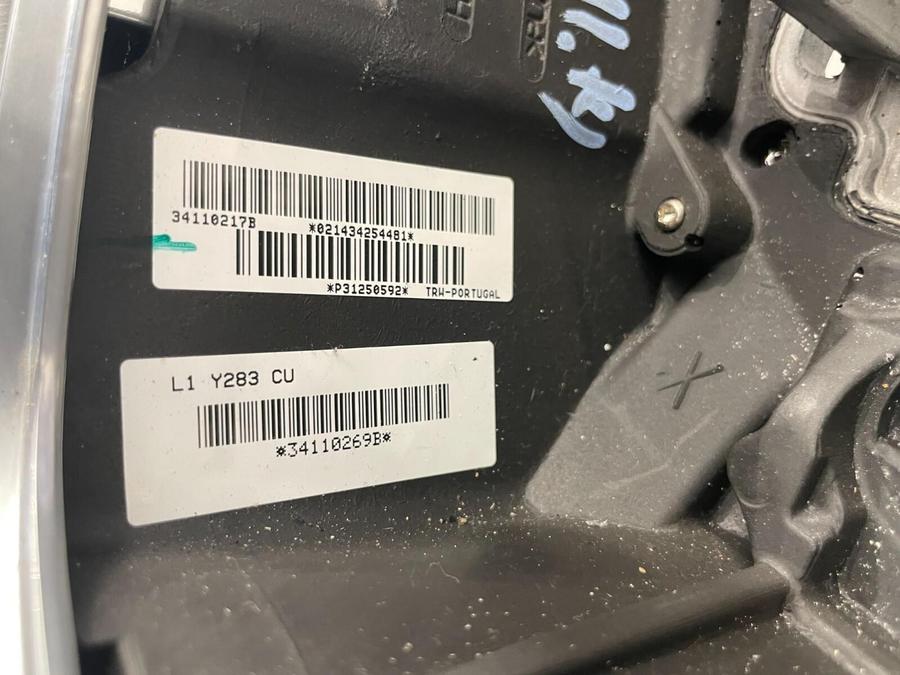 34110217B
*021434254481*
*P31250592* TRW-PORTUGAL
L1 Y283 CU
*34110269B*